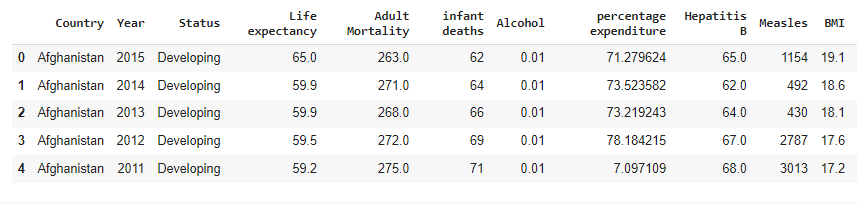 Country Year Status Life expectancy Adult Mortality infant deaths Alcohol percentage expenditure Hepatitis B Measles BMI
0 Afghanistan 2015 Developing 65.0 263.0 62 0.01 71.279624 65.0 1154 19.1
1 Afghanistan 2014 Developing 59.9 271.0 64 0.01 73.523582 62.0 492 18.6
2 Afghanistan 2013 Developing 59.9 268.0 66 0.01 73.219243 64.0 430 18.1
3 Afghanistan 2012 Developing 59.5 272.0 69 0.01 78.184215 67.0 2787 17.6
4 Afghanistan 2011 Developing 59.2 275.0 71 0.01 7.097109 68.0 3013 17.2